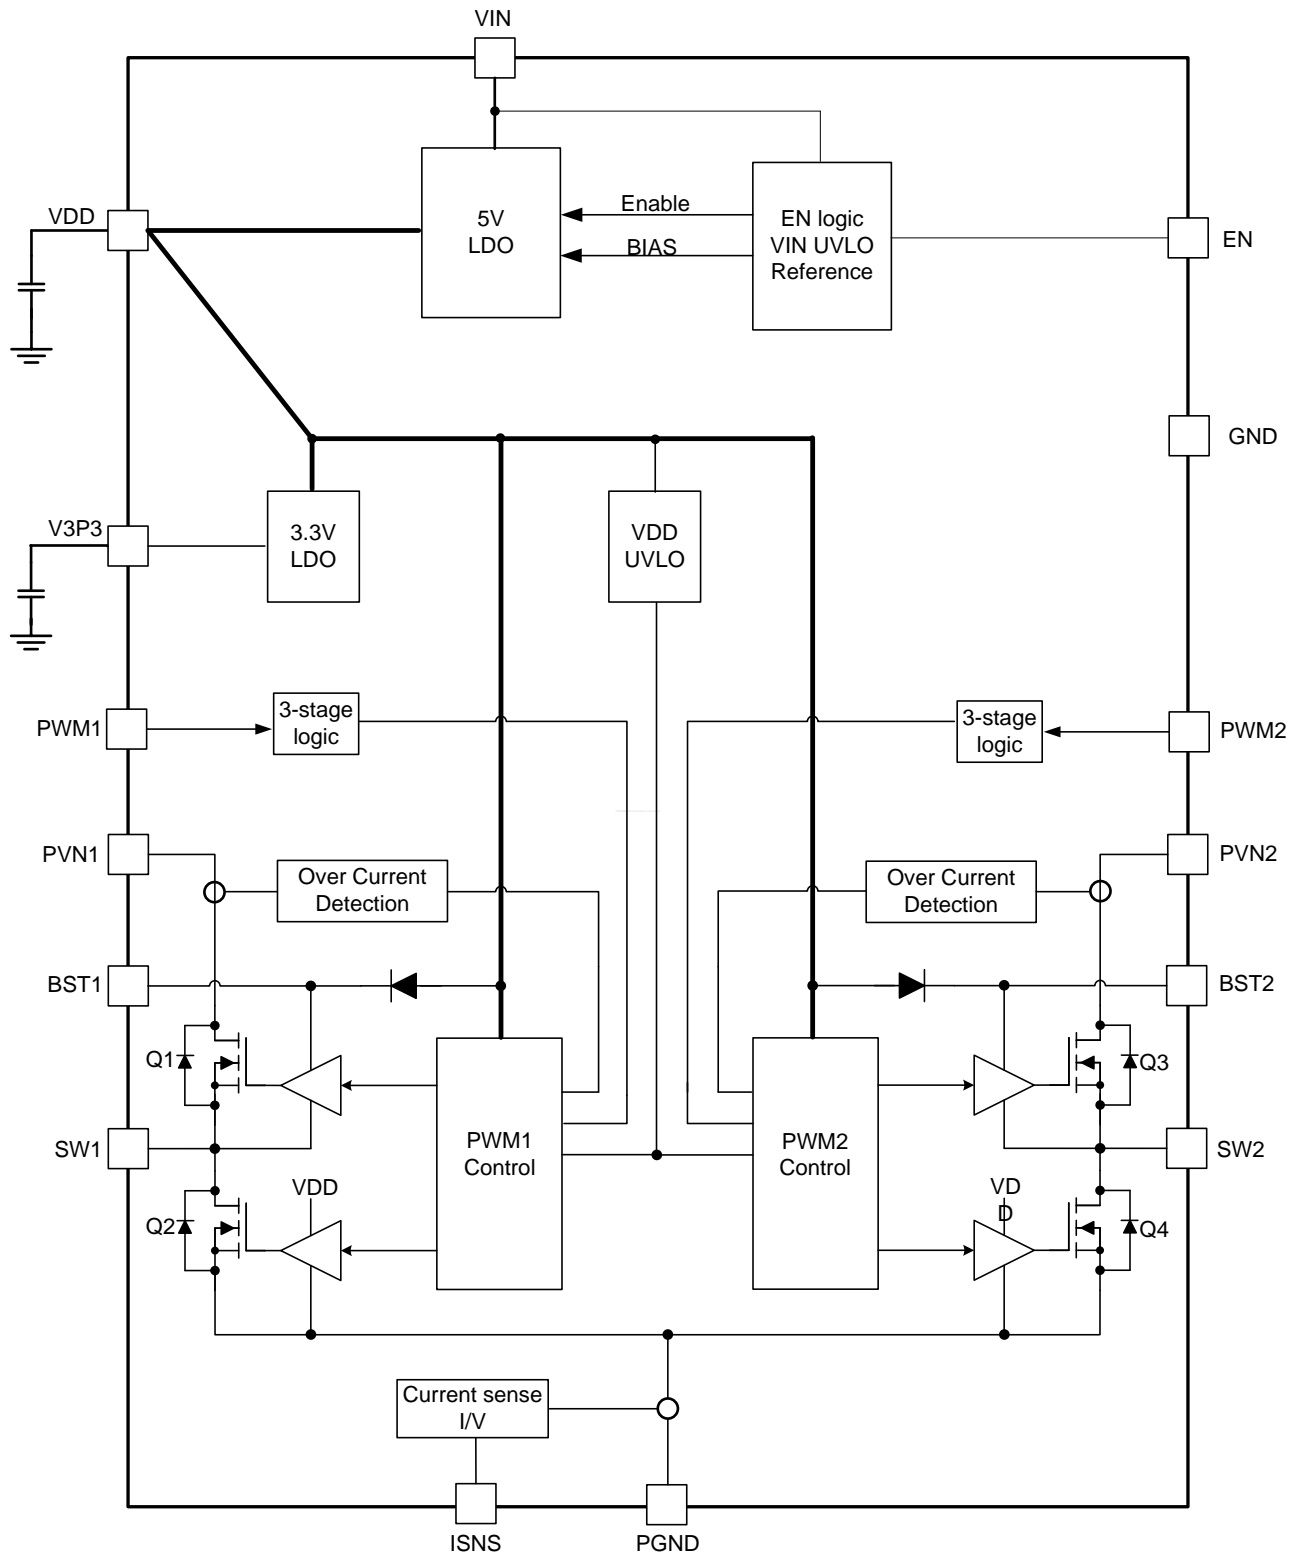 VIN
VDD
5V
LDO
Enable
BIAS
EN logic
VIN UVLO
Reference
EN
GND
V3P3
3.3V
LDO
VDD
UVLO
PWM1
3-stage
logic
3-stage
logic
PWM2
PVN1
Over Current
Detection
Over Current
Detection
PVN2
BST1
BST2
Q1
Q3
SW1
PWM1
Control
PWM2
Control
SW2
VDD
VD
D
Q2
Q4
Current sense
I/V
ISNS
PGND